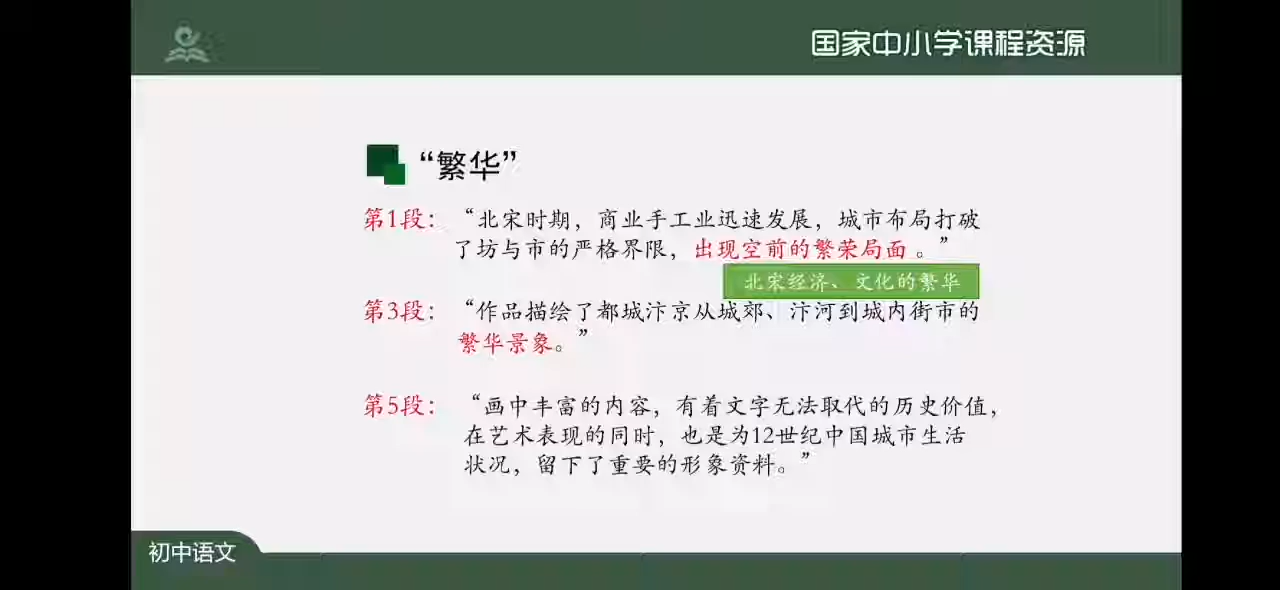 国家中小学课程资源
“繁华”
第1段：“北宋时期，商业手工业迅速发展，城市布局打破
了坊与市的严格界限，出现空前的繁荣局面。”
北宋经济、文化的繁华
第3段：“作品描绘了都城汴京从城郊、汴河到城内街市的
繁华景象。”
第5段：“画中丰富的内容，有着文字无法取代的历史价值，
在艺术表现的同时，也是为12世纪中国城市生活
状况，留下了重要的形象资料。”
初中语文